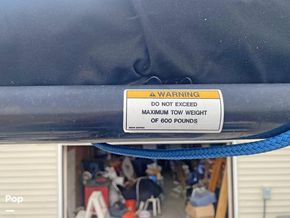 WARNING
DO NOT EXCEED
MAXIMUM TOW WEIGHT
OF 600 POUNDS
Pop